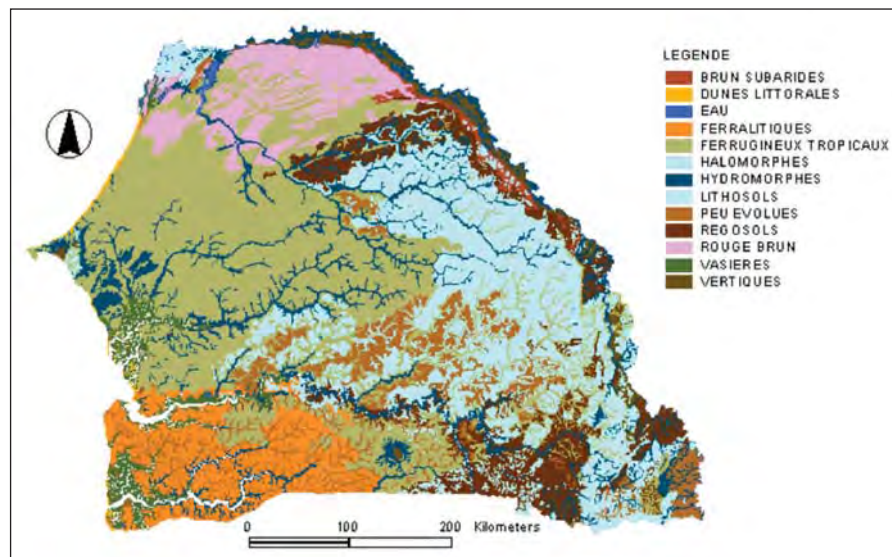 LEGENDE
BRUN SUBARIDES
DUNES LITTORALES
EAU
FERRALITIQUES
FERRUGINEUX TROPICAUX
HALOMORPHES
HYDROMORPHES
LITHOSOLS
PEU EVOLUES
REGOSOLS
ROUGE BRUN
VASIERES
VERTIQUES
0 100 200 Kilometers